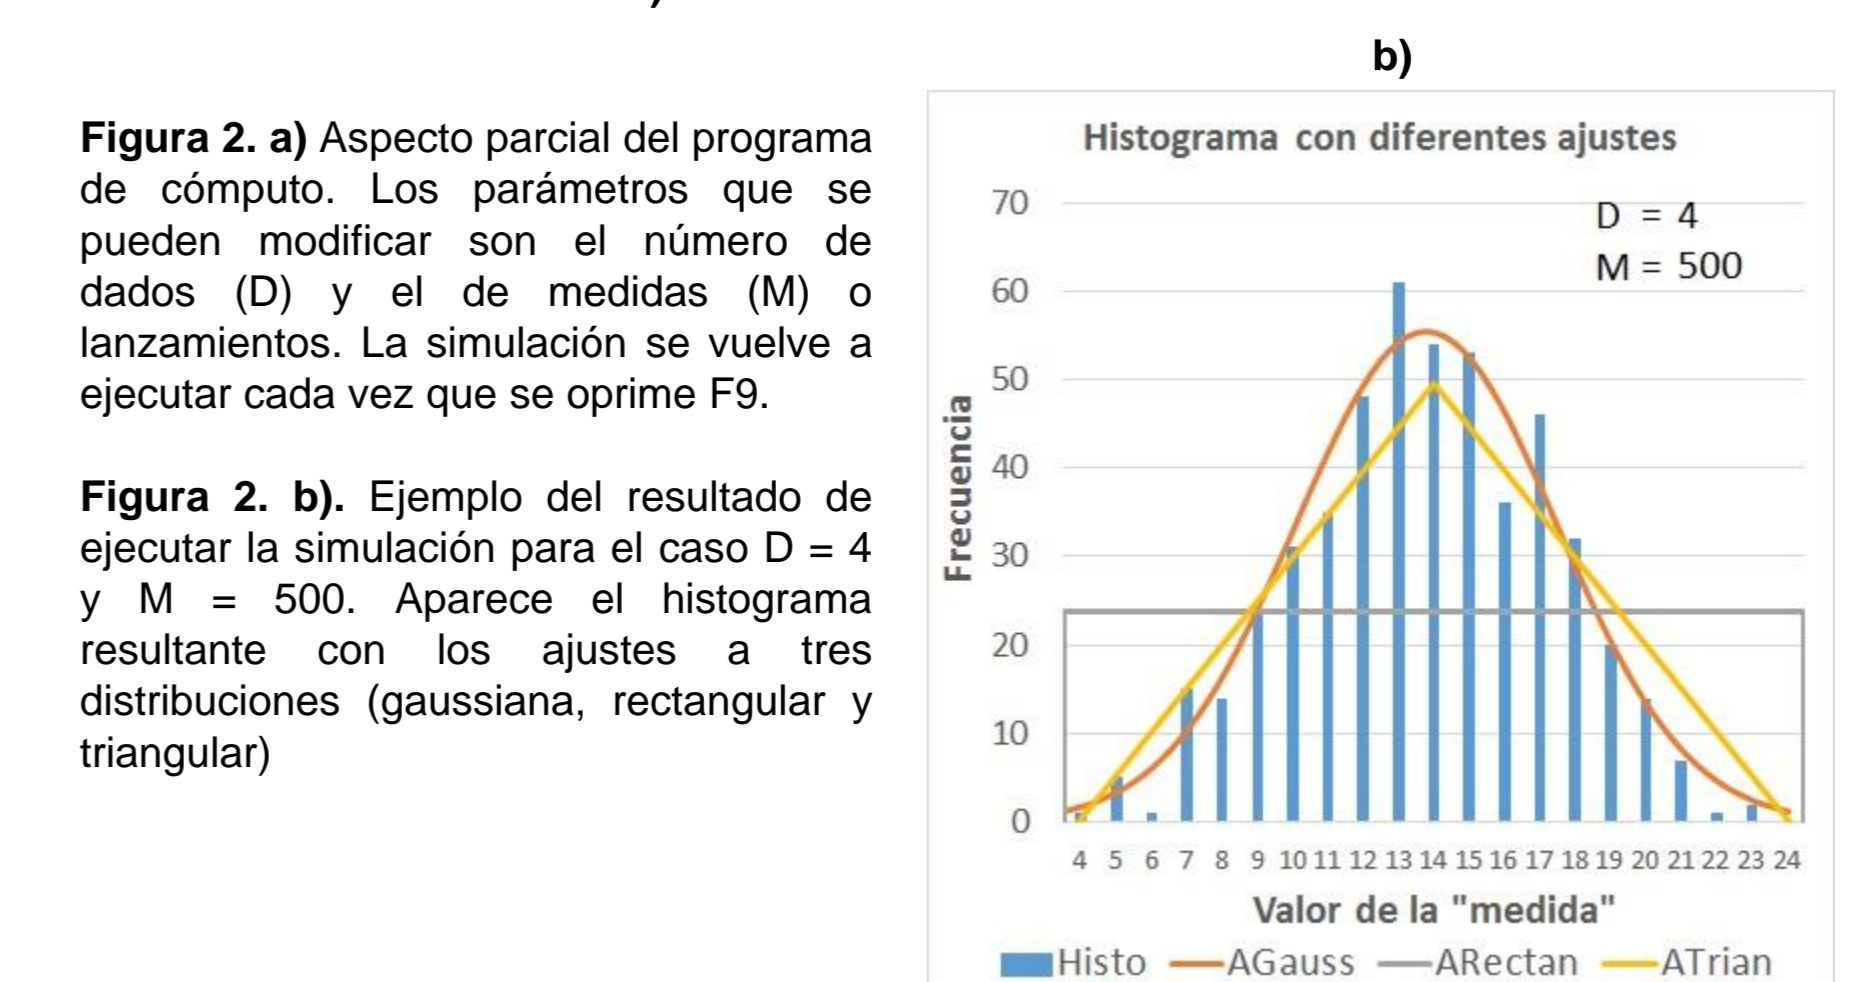 Figura 2. a) Aspecto parcial del programa
de cómputo. Los parámetros que se
pueden modificar son el número de
dados (D) y el de medidas (M) o
lanzamientos. La simulación se vuelve a
ejecutar cada vez que se oprime F9.
Figura 2. b). Ejemplo del resultado de
ejecutar la simulación para el caso D = 4
y M = 500. Aparece el histograma
resultante con los ajustes a tres
distribuciones (gaussiana, rectangular y
triangular)
b)
Histograma con diferentes ajustes
D = 4
M = 500
Frecuencia
70
60
50
40
30
20
10
0
4 5 6 7 8 9 10 11 12 13 14 15 16 17 18 19 20 21 22 23 24
Valor de la "medida"
Histo AGauss ARectan ATrian